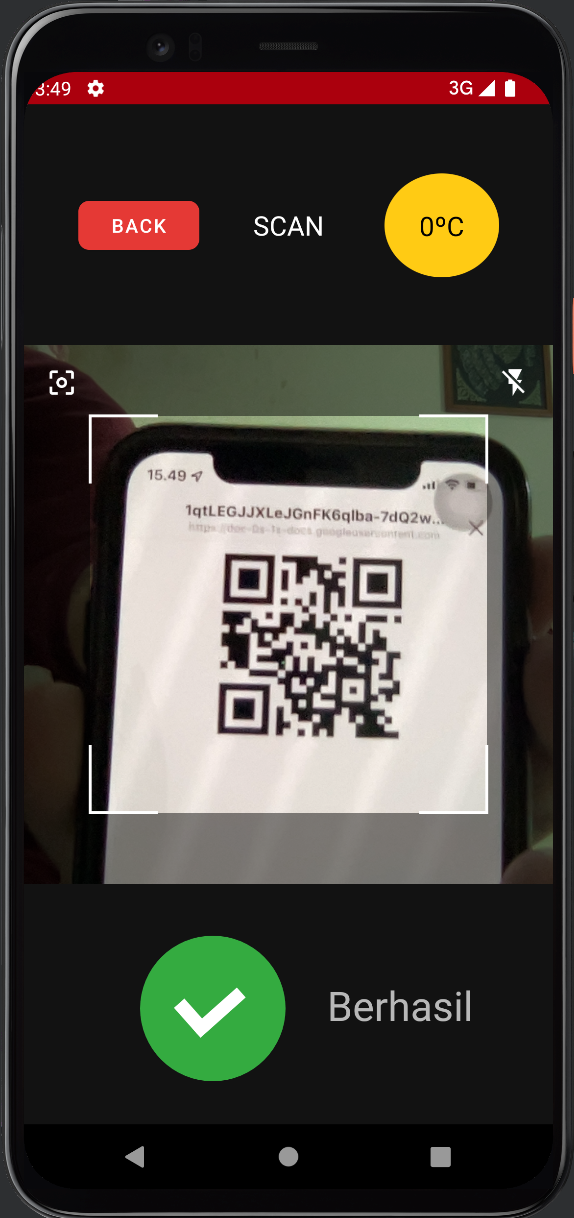 3:49 3G
BACK SCAN 0ºC
15.49
1qtLEGJJXLeJGnFK6qlba-7dQ2w...
https://doc-0s-1s-docs.googleusercontent.com
Berhasil